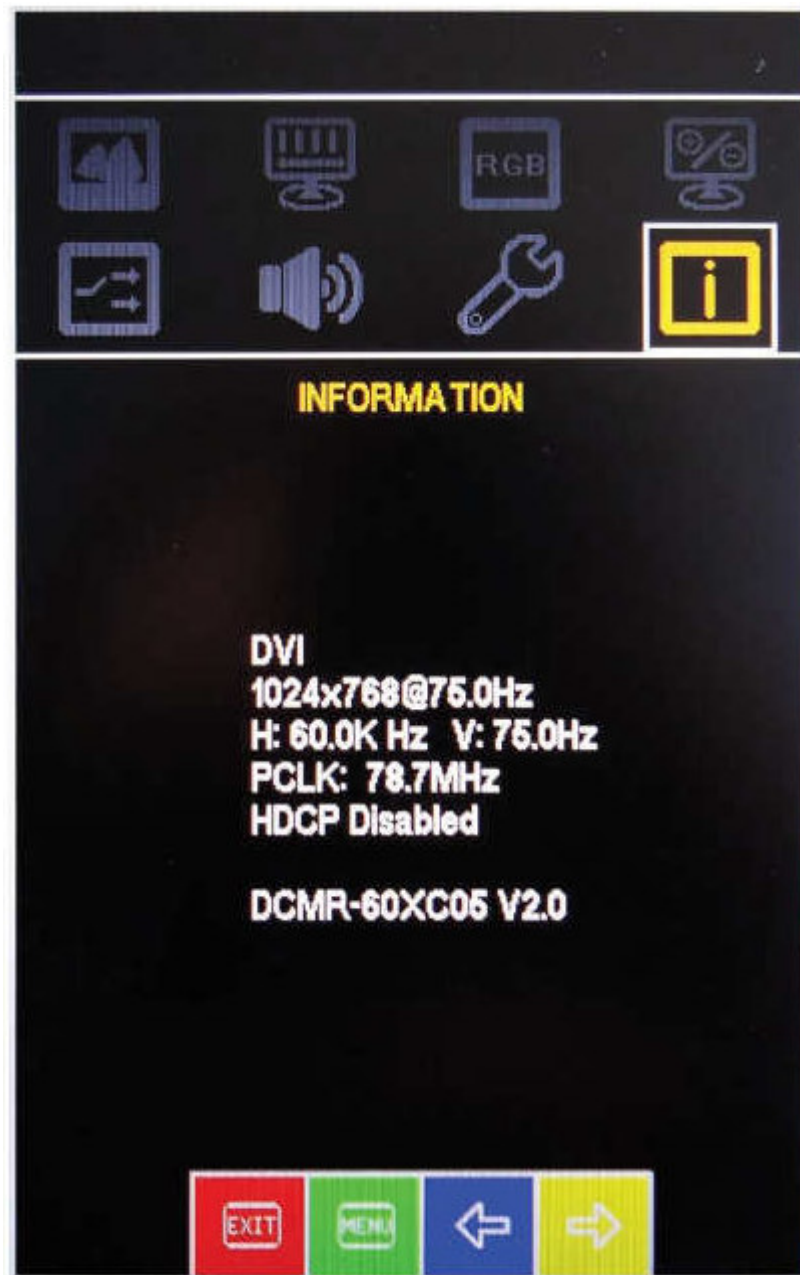 RGB
INFORMATION
DVI
1024x768@75.0Hz
H: 60.0K Hz V: 75.0Hz
PCLK: 78.7MHz
HDCP Disabled
DCMR-60XC05 V2.0
EXIT MENU